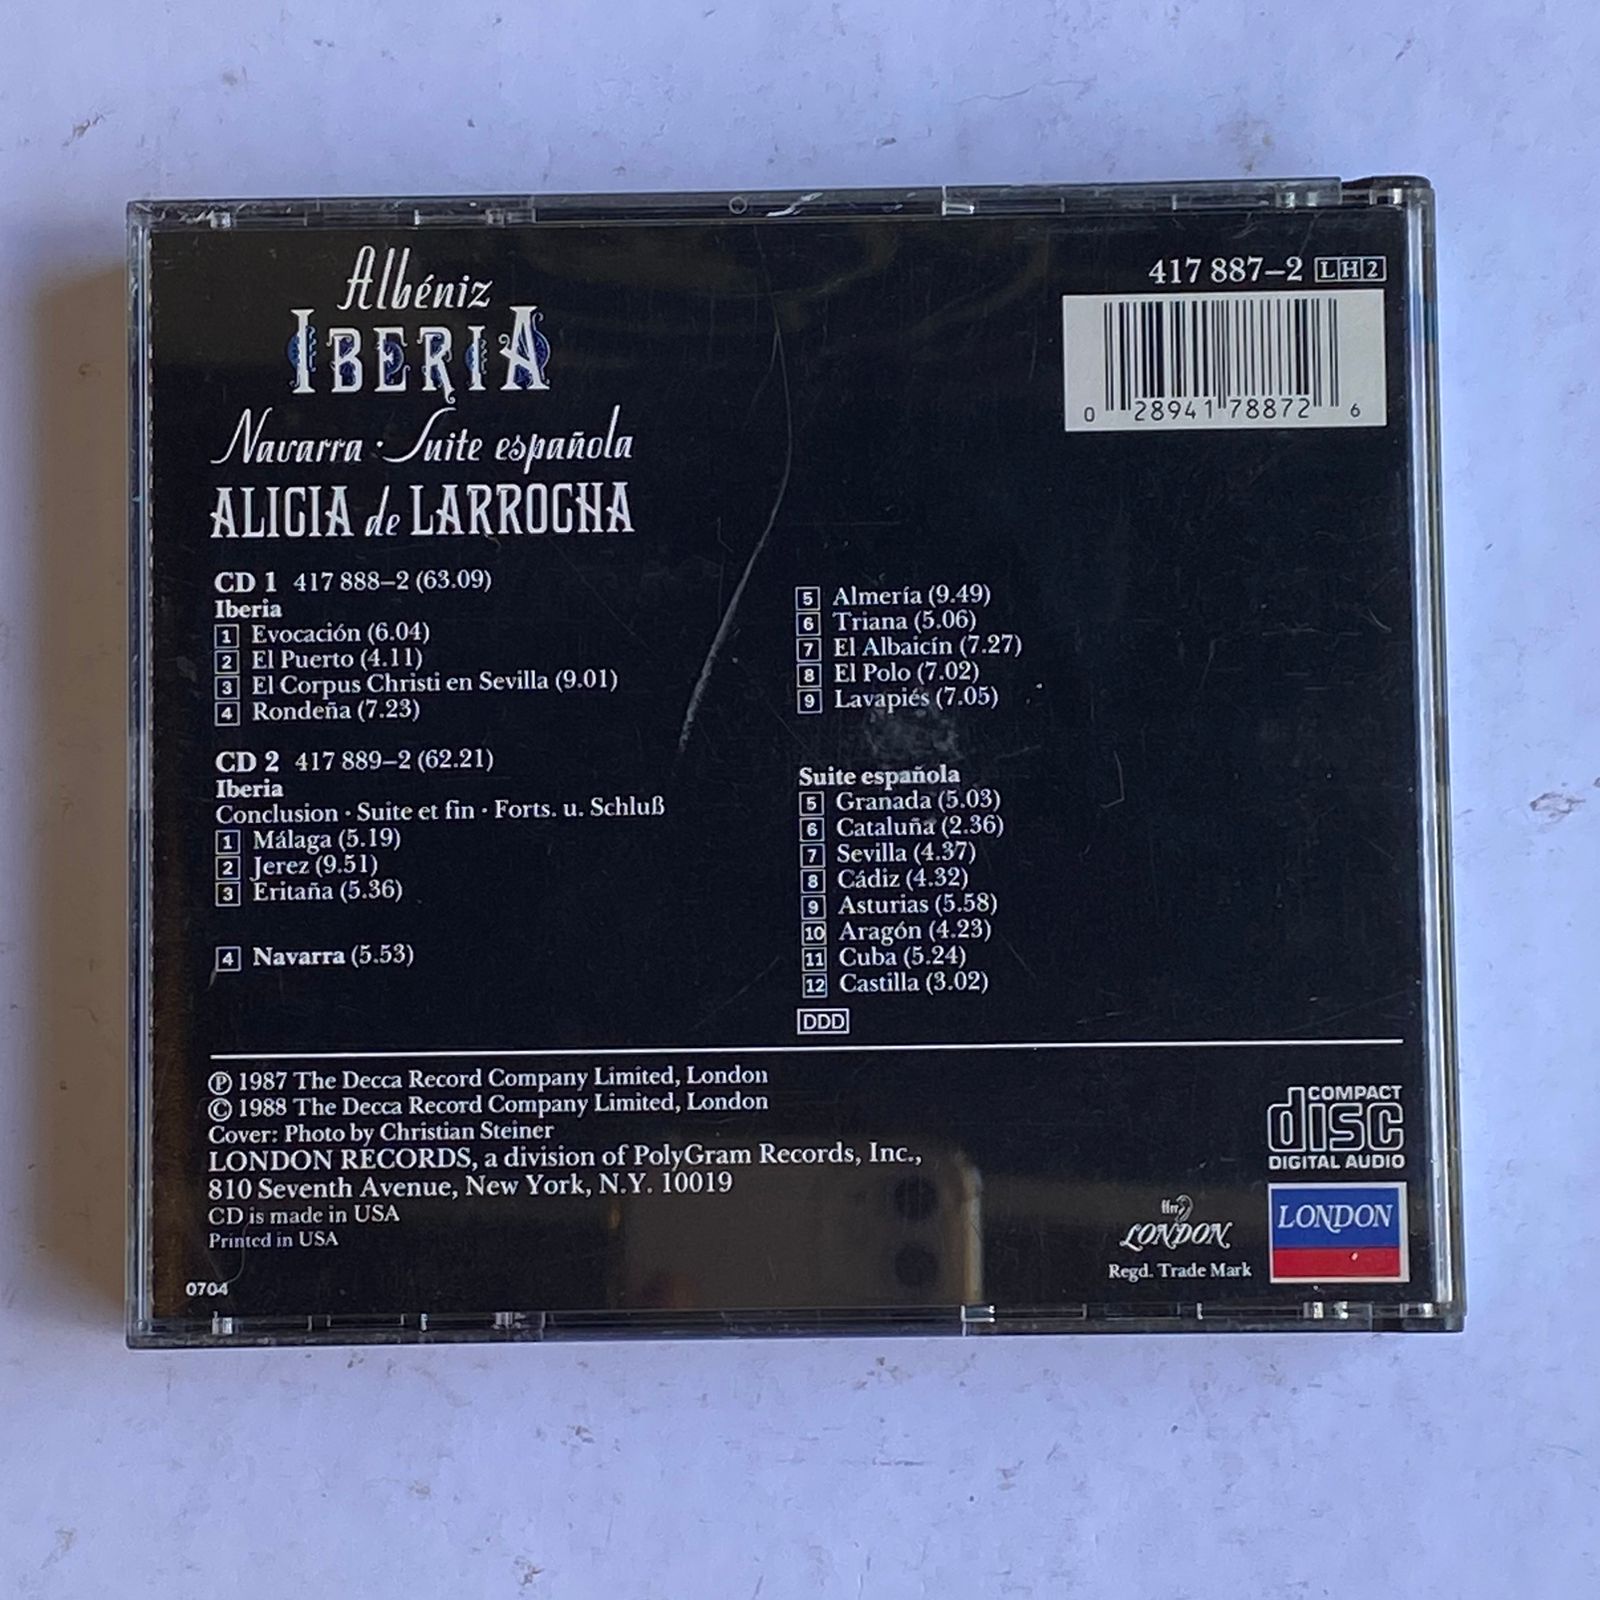 Albéniz
IBERIA
Navarra · Suite española
ALICIA de LARROCHA
417 887–2 LH2
0 28941 78872 6
CD 1 417 888–2 (63.09)
Iberia
1 Evocación (6.04)
2 El Puerto (4.11)
3 El Corpus Christi en Sevilla (9.01)
4 Rondeña (7.23)
5 Almería (9.49)
6 Triana (5.06)
7 El Albaicín (7.27)
8 El Polo (7.02)
9 Lavapiés (7.05)
CD 2 417 889–2 (62.21)
Iberia
Conclusion · Suite et fin · Forts. u. Schluß
1 Málaga (5.19)
2 Jerez (9.51)
3 Eritaña (5.36)
4 Navarra (5.53)
Suite española
5 Granada (5.03)
6 Cataluña (2.36)
7 Sevilla (4.37)
8 Cádiz (4.32)
9 Asturias (5.58)
10 Aragón (4.23)
11 Cuba (5.24)
12 Castilla (3.02)
DDD
℗ 1987 The Decca Record Company Limited, London
© 1988 The Decca Record Company Limited, London
Cover: Photo by Christian Steiner
LONDON RECORDS, a division of PolyGram Records, Inc.,
810 Seventh Avenue, New York, N.Y. 10019
CD is made in USA
Printed in USA
0704
COMPACT
disc
DIGITAL AUDIO
ffrr
LONDON
Regd. Trade Mark
LONDON